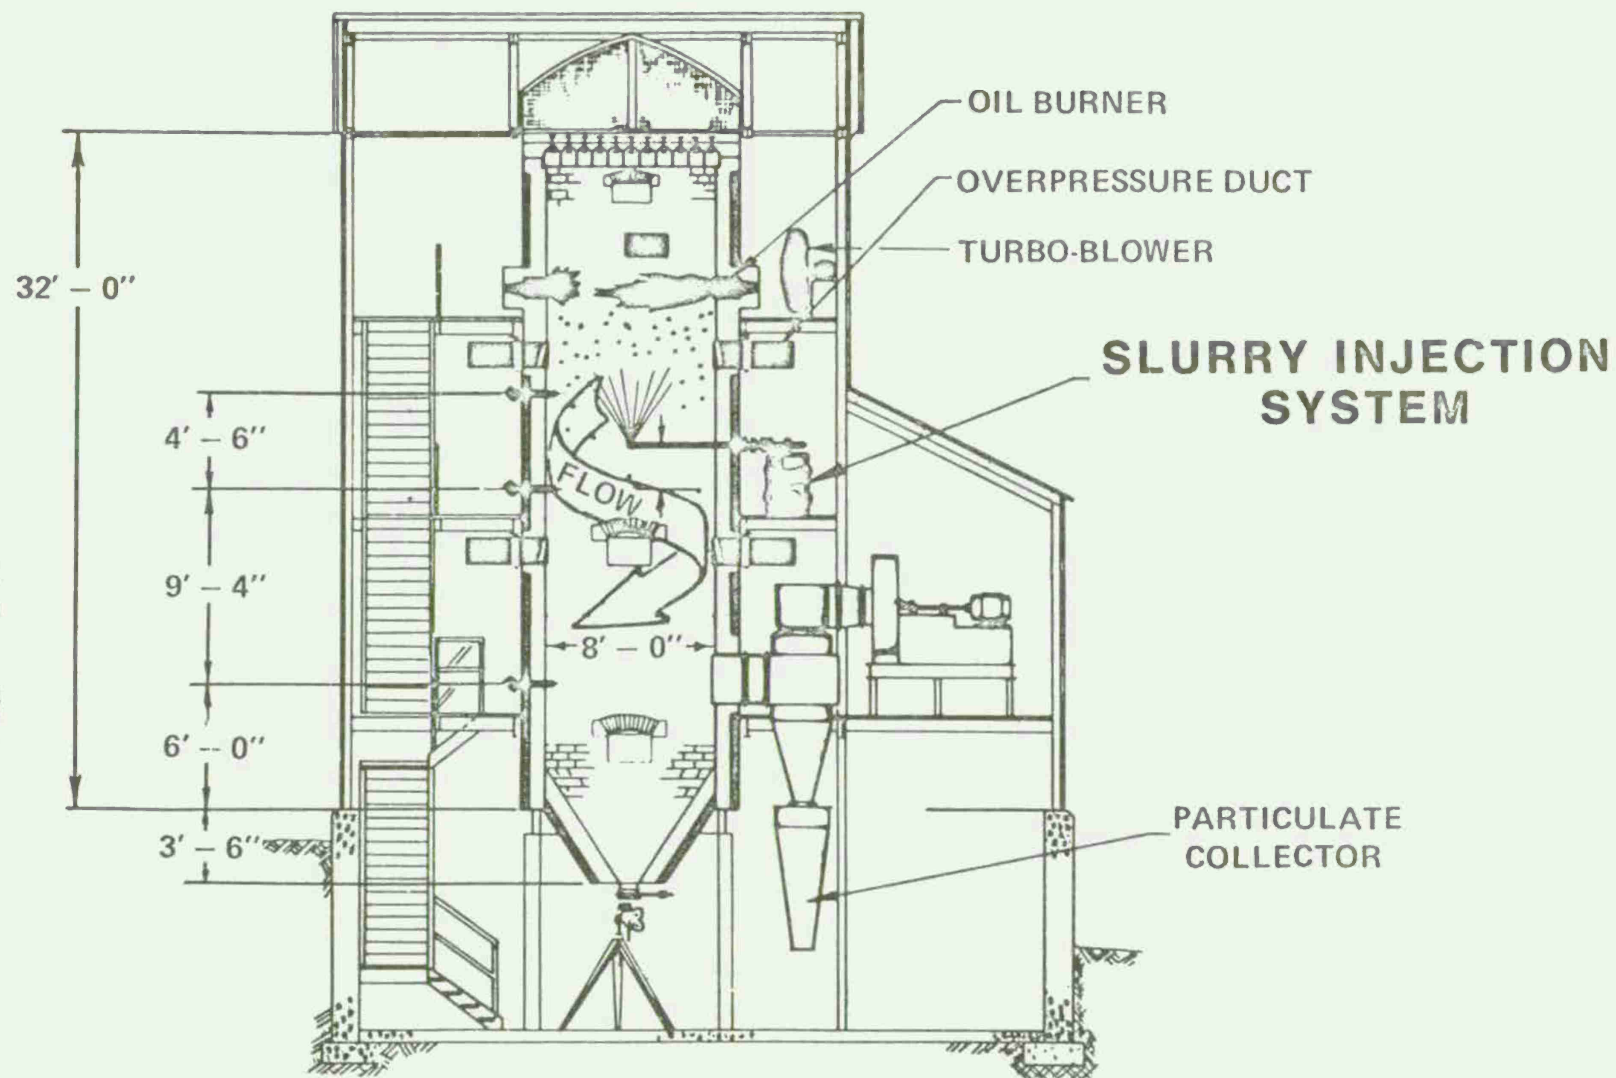 OIL BURNER
OVERPRESSURE DUCT
TURBO-BLOWER
32' – 0"
SLURRY INJECTION
SYSTEM
4' – 6"
FLOW
9' – 4"
8' – 0"
6' – 0"
3' – 6"
PARTICULATE
COLLECTOR